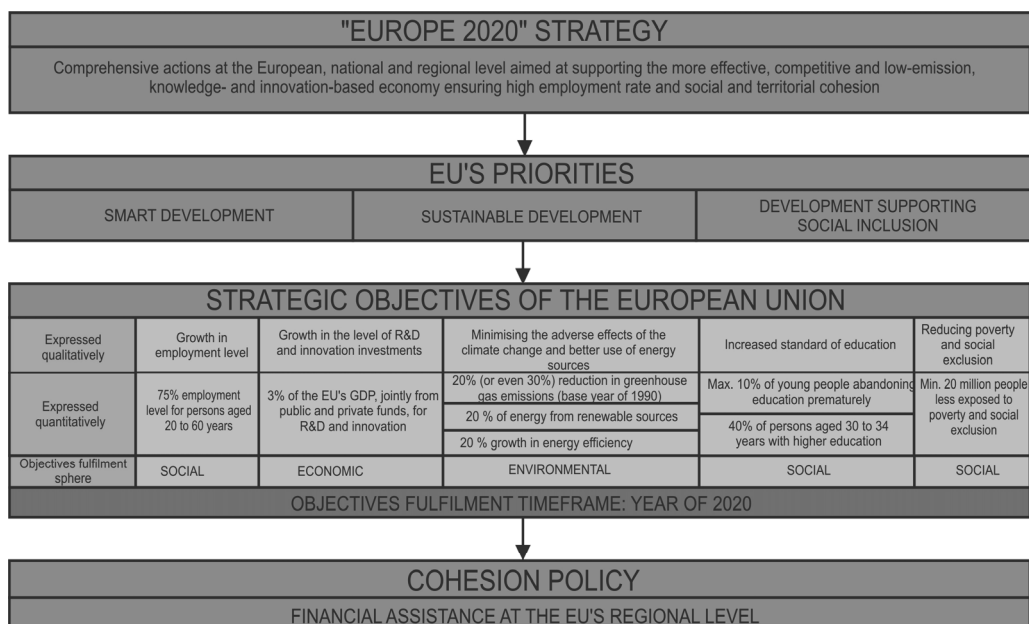 "EUROPE 2020" STRATEGY
Comprehensive actions at the European, national and regional level aimed at supporting the more effective, competitive and low-emission,
knowledge- and innovation-based economy ensuring high employment rate and social and territorial cohesion
EU'S PRIORITIES
SMART DEVELOPMENT
SUSTAINABLE DEVELOPMENT
DEVELOPMENT SUPPORTING
SOCIAL INCLUSION
STRATEGIC OBJECTIVES OF THE EUROPEAN UNION
Expressed
qualitatively
Growth in
employment level
Growth in the level of R&D
and innovation investments
Minimising the adverse effects of the
climate change and better use of energy
sources
Increased standard of education
Reducing poverty
and social
exclusion
Expressed
quantitatively
75% employment
level for persons aged
20 to 60 years
3% of the EU's GDP, jointly from
public and private funds, for
R&D and innovation
20% (or even 30%) reduction in greenhouse
gas emissions (base year of 1990)
20 % of energy from renewable sources
20 % growth in energy efficiency
Max. 10% of young people abandoning
education prematurely
40% of persons aged 30 to 34
years with higher education
Min. 20 million people
less exposed to
poverty and social
exclusion
Objectives fulfilment
sphere
SOCIAL
ECONOMIC
ENVIRONMENTAL
SOCIAL
SOCIAL
OBJECTIVES FULFILMENT TIMEFRAME: YEAR OF 2020
COHESION POLICY
FINANCIAL ASSISTANCE AT THE EU'S REGIONAL LEVEL